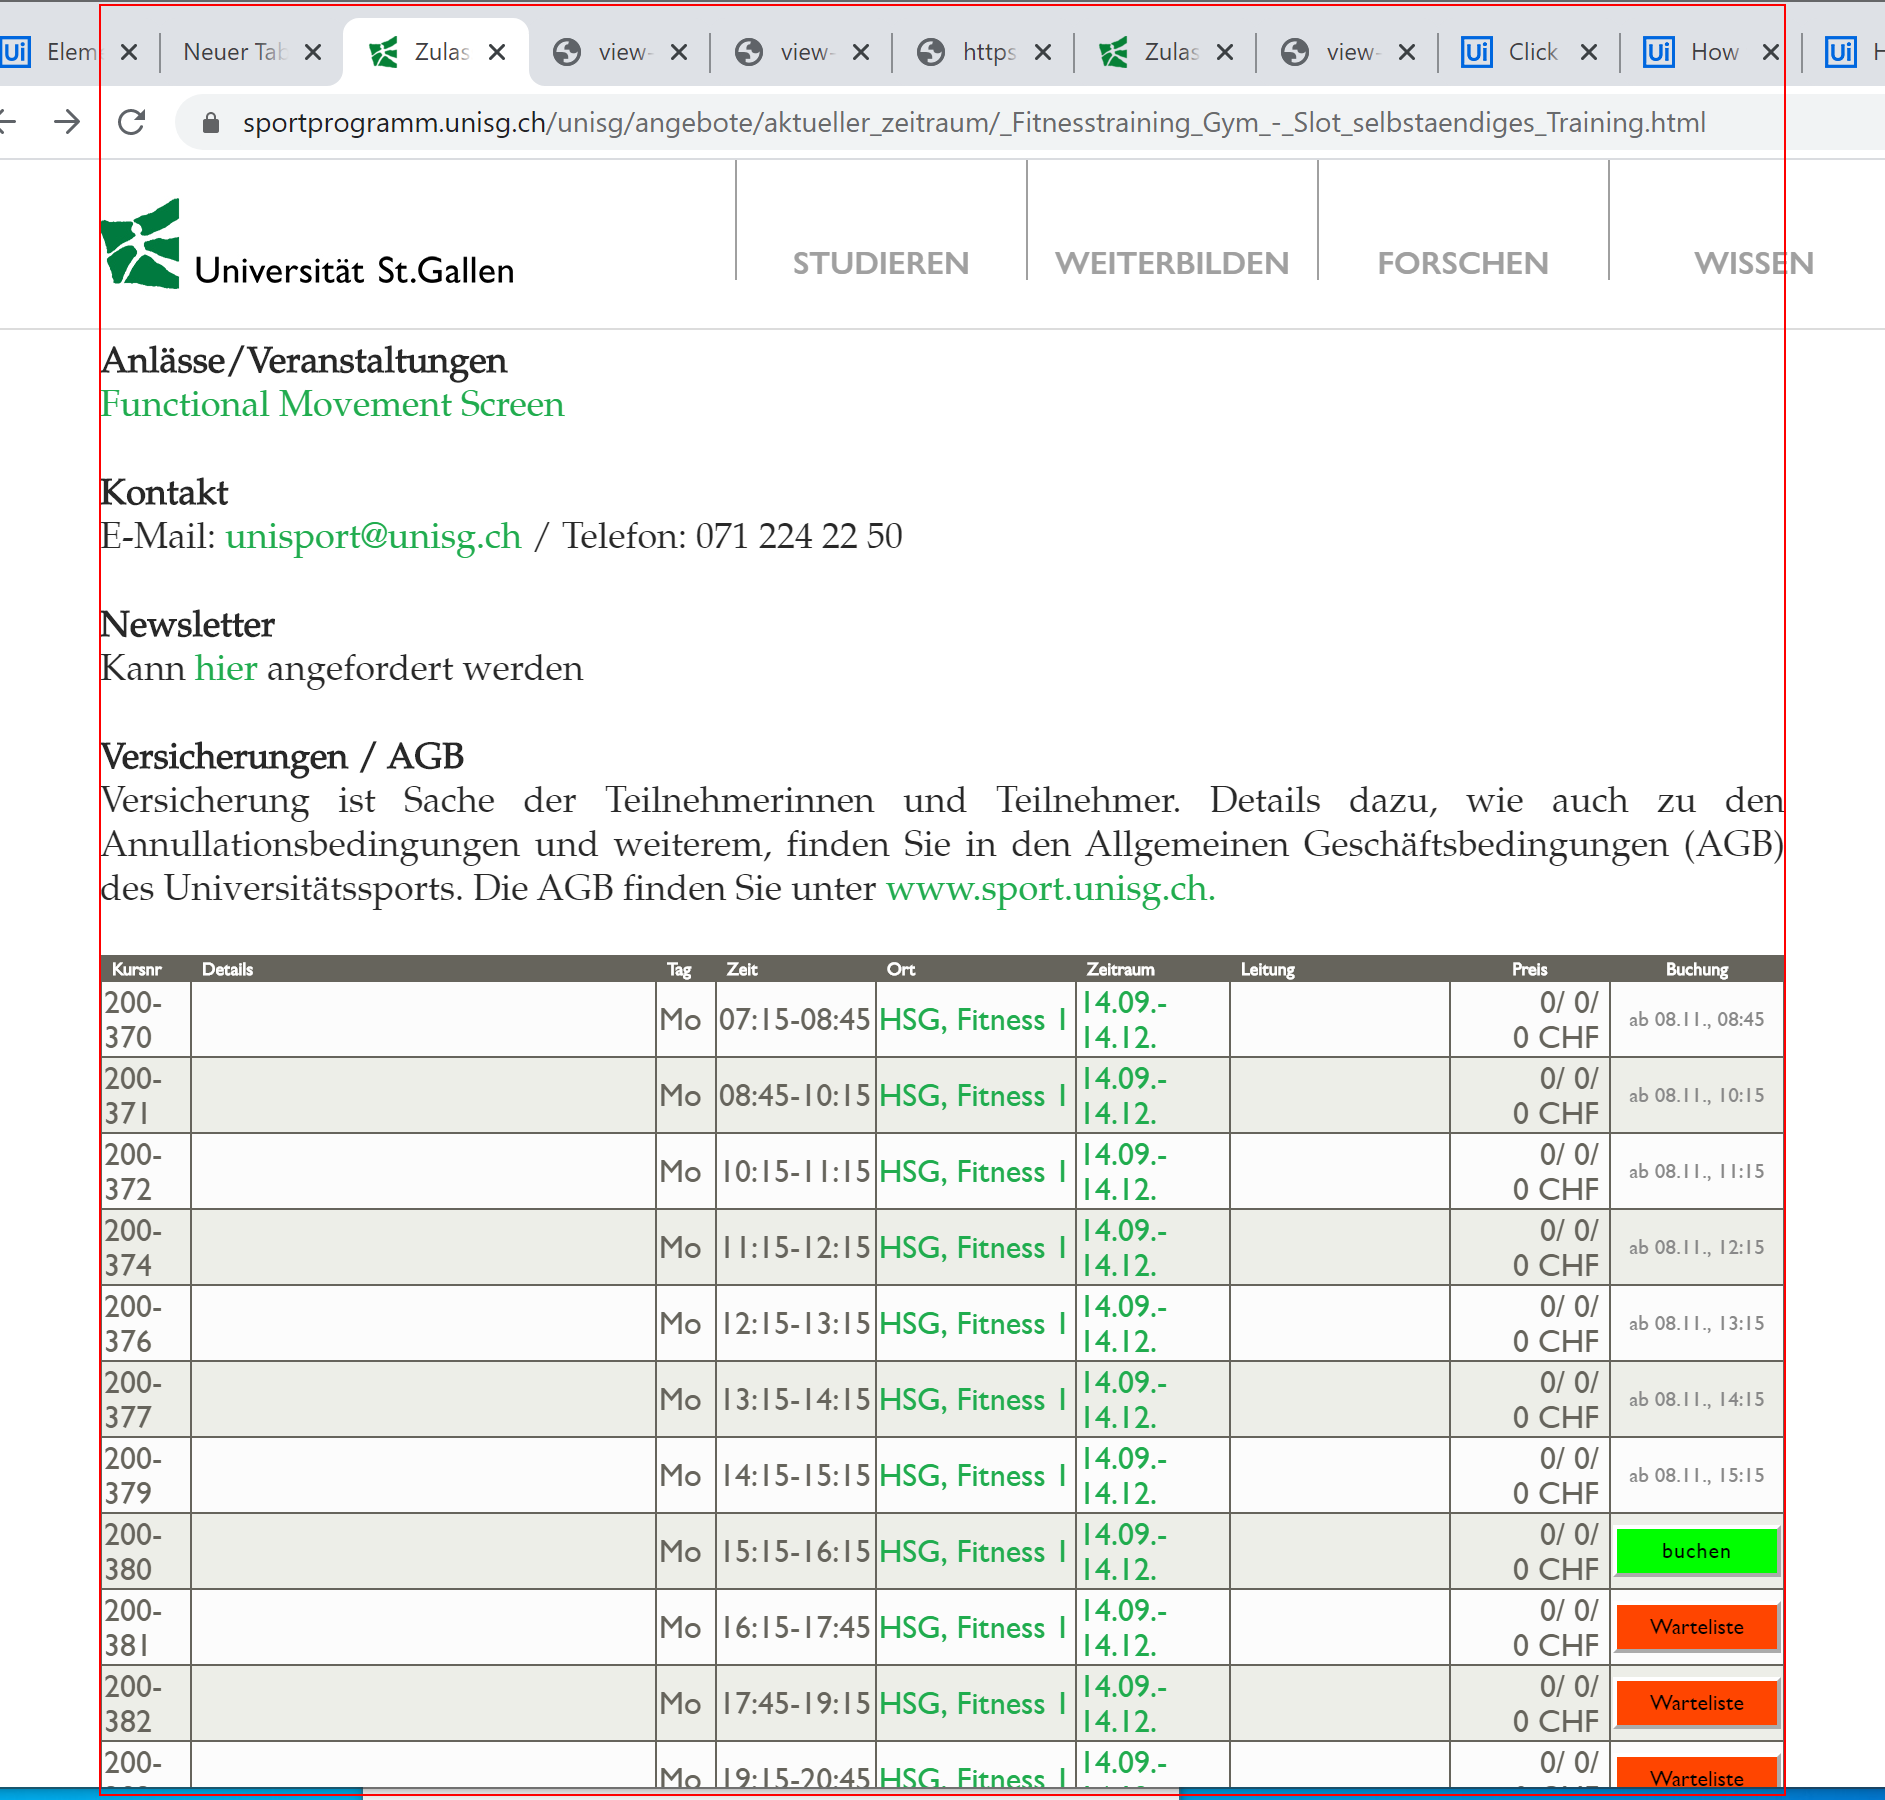 Elem
Neuer Tab
Zulas
view-
view-
https
Zulas
view-
Click
How
H
sportprogramm.unisg.ch/unisg/angebote/aktueller_zeitraum/_Fitnesstraining_Gym_-_Slot_selbstaendiges_Training.html
Universität St.Gallen
STUDIEREN
WEITERBILDEN
FORSCHEN
WISSEN
Anlässe/Veranstaltungen
Functional Movement Screen
Kontakt
E-Mail: unisport@unisg.ch / Telefon: 071 224 22 50
Newsletter
Kann hier angefordert werden
Versicherungen / AGB
Versicherung ist Sache der Teilnehmerinnen und Teilnehmer. Details dazu, wie auch zu den
Annullationsbedingungen und weiterem, finden Sie in den Allgemeinen Geschäftsbedingungen (AGB)
des Universitätssports. Die AGB finden Sie unter www.sport.unisg.ch.
Kursnr Details Tag Zeit Ort Zeitraum Leitung Preis Buchung
200-370 Mo 07:15-08:45 HSG, Fitness 1 14.09.-14.12. 0/ 0/ 0 CHF ab 08.11., 08:45
200-371 Mo 08:45-10:15 HSG, Fitness 1 14.09.-14.12. 0/ 0/ 0 CHF ab 08.11., 10:15
200-372 Mo 10:15-11:15 HSG, Fitness 1 14.09.-14.12. 0/ 0/ 0 CHF ab 08.11., 11:15
200-374 Mo 11:15-12:15 HSG, Fitness 1 14.09.-14.12. 0/ 0/ 0 CHF ab 08.11., 12:15
200-376 Mo 12:15-13:15 HSG, Fitness 1 14.09.-14.12. 0/ 0/ 0 CHF ab 08.11., 13:15
200-377 Mo 13:15-14:15 HSG, Fitness 1 14.09.-14.12. 0/ 0/ 0 CHF ab 08.11., 14:15
200-379 Mo 14:15-15:15 HSG, Fitness 1 14.09.-14.12. 0/ 0/ 0 CHF ab 08.11., 15:15
200-380 Mo 15:15-16:15 HSG, Fitness 1 14.09.-14.12. 0/ 0/ 0 CHF buchen
200-381 Mo 16:15-17:45 HSG, Fitness 1 14.09.-14.12. 0/ 0/ 0 CHF Warteliste
200-382 Mo 17:45-19:15 HSG, Fitness 1 14.09.-14.12. 0/ 0/ 0 CHF Warteliste
200- Mo 19:15-20:45 HSG, Fitness 1 14.09.- 0/ 0/ Warteliste